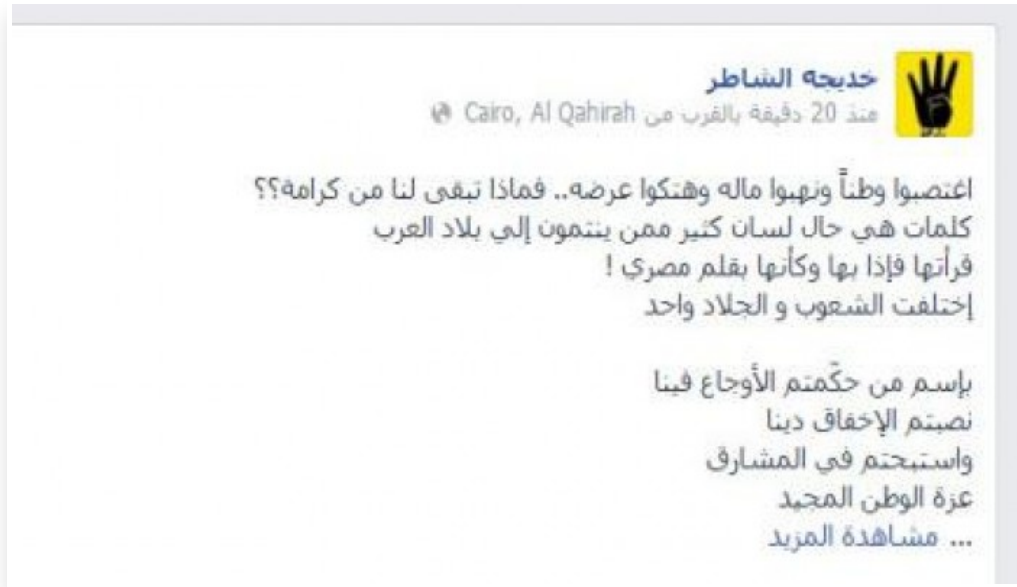 خديجه الشاطر
منذ 20 دقيقة بالقرب من Cairo, Al Qahirah
اغتصبوا وطناً ونهبوا ماله وهتكوا عرضه.. فماذا تبقى لنا من كرامة؟؟
كلمات هي حال لسان كثير ممن ينتمون إلي بلاد العرب
قرأتها فإذا بها وكأنها بقلم مصري !
إختلفت الشعوب و الجلاد واحد
بإسم من حكّمتم الأوجاع فينا
نصبتم الإخفاق دينا
واستبحتم في المشارق
عزة الوطن المجيد
... مشاهدة المزيد